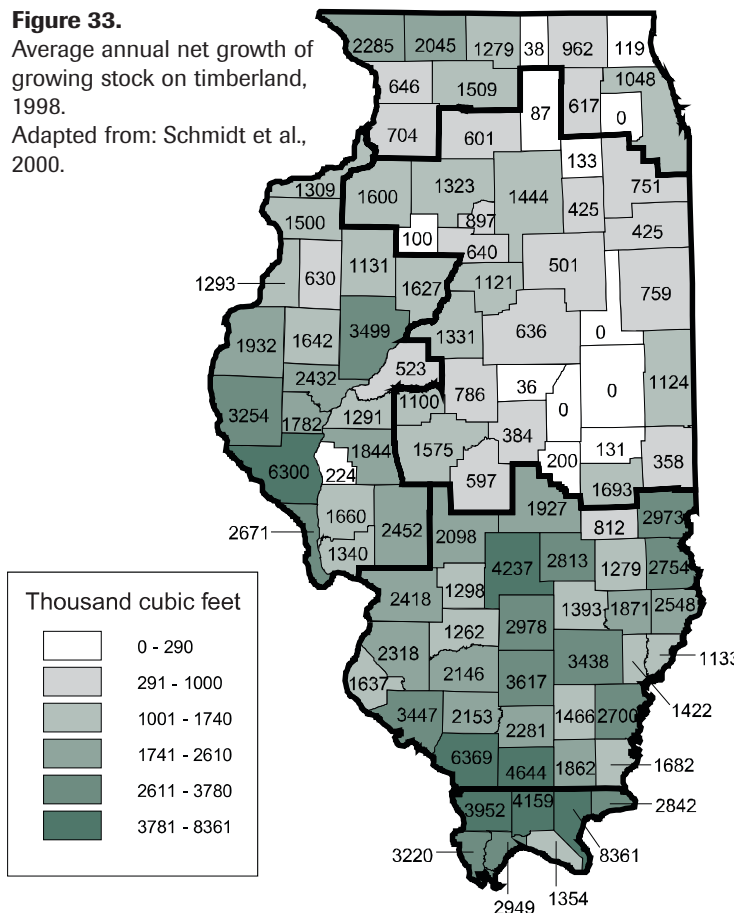 Figure 33.
Average annual net growth of
growing stock on timberland,
1998.
Adapted from: Schmidt et al.,
2000.
2285 2045 1279 38 962 119
646 1509 87 617 1048
0
704 601
133
1309 1600 1323 1444 751
1500 897 425
100 425
640
1293 630 1131 1627 1121 501 759
1932 1642 3499 1331 636 0
523
2432 786 36 0 1124
3254 1782 1291 1100 0
384
1844 1575 131
6300 224 597 200 358
1693
2671 1660 2452 2098 1927 812 2973
1340
4237 2813 1279 2754
2418 1298 1393 1871 2548
2978
1262
2318 3438 1133
2146
1637 3617 1422
3447 2153 1466 2700
2281
6369 4644 1862 1682
3952 4159 2842
3220 8361
2949 1354
Thousand cubic feet
0 - 290
291 - 1000
1001 - 1740
1741 - 2610
2611 - 3780
3781 - 8361